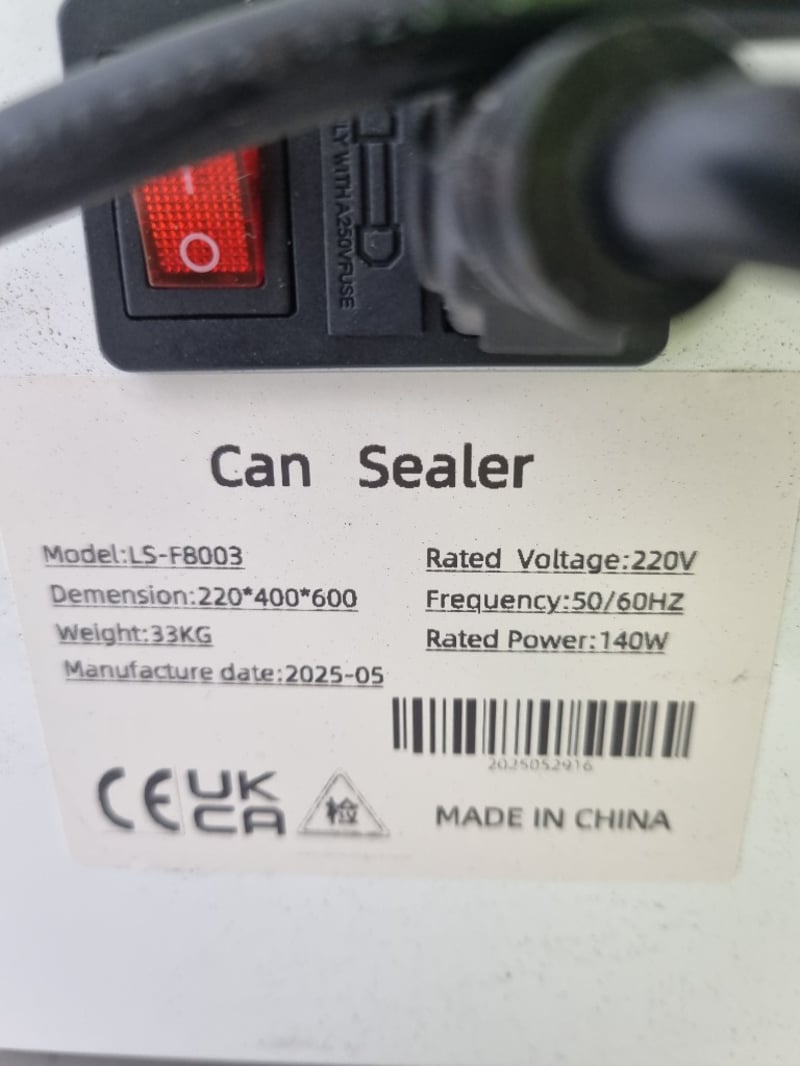 LY WITH A 250V FUSE
Can Sealer
Model:LS-F8003
Rated Voltage:220V
Demension:220*400*600
Frequency:50/60HZ
Weight:33KG
Rated Power:140W
Manufacture date:2025-05
2025052916
CE UK
CA
检
MADE IN CHINA